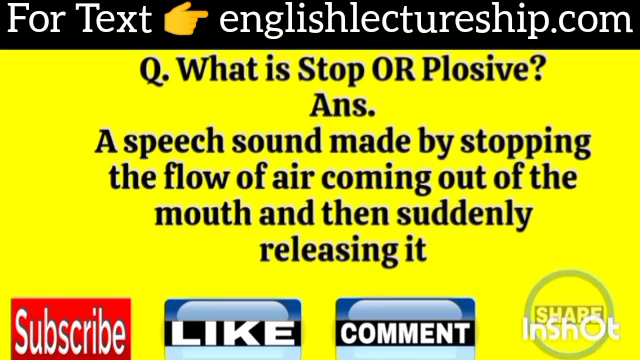 For Text 👉 englishlectureship.com
Q. What is Stop OR Plosive?
Ans.
A speech sound made by stopping
the flow of air coming out of the
mouth and then suddenly
releasing it
Subscribe
LIKE
COMMENT
SHARE
InShOt